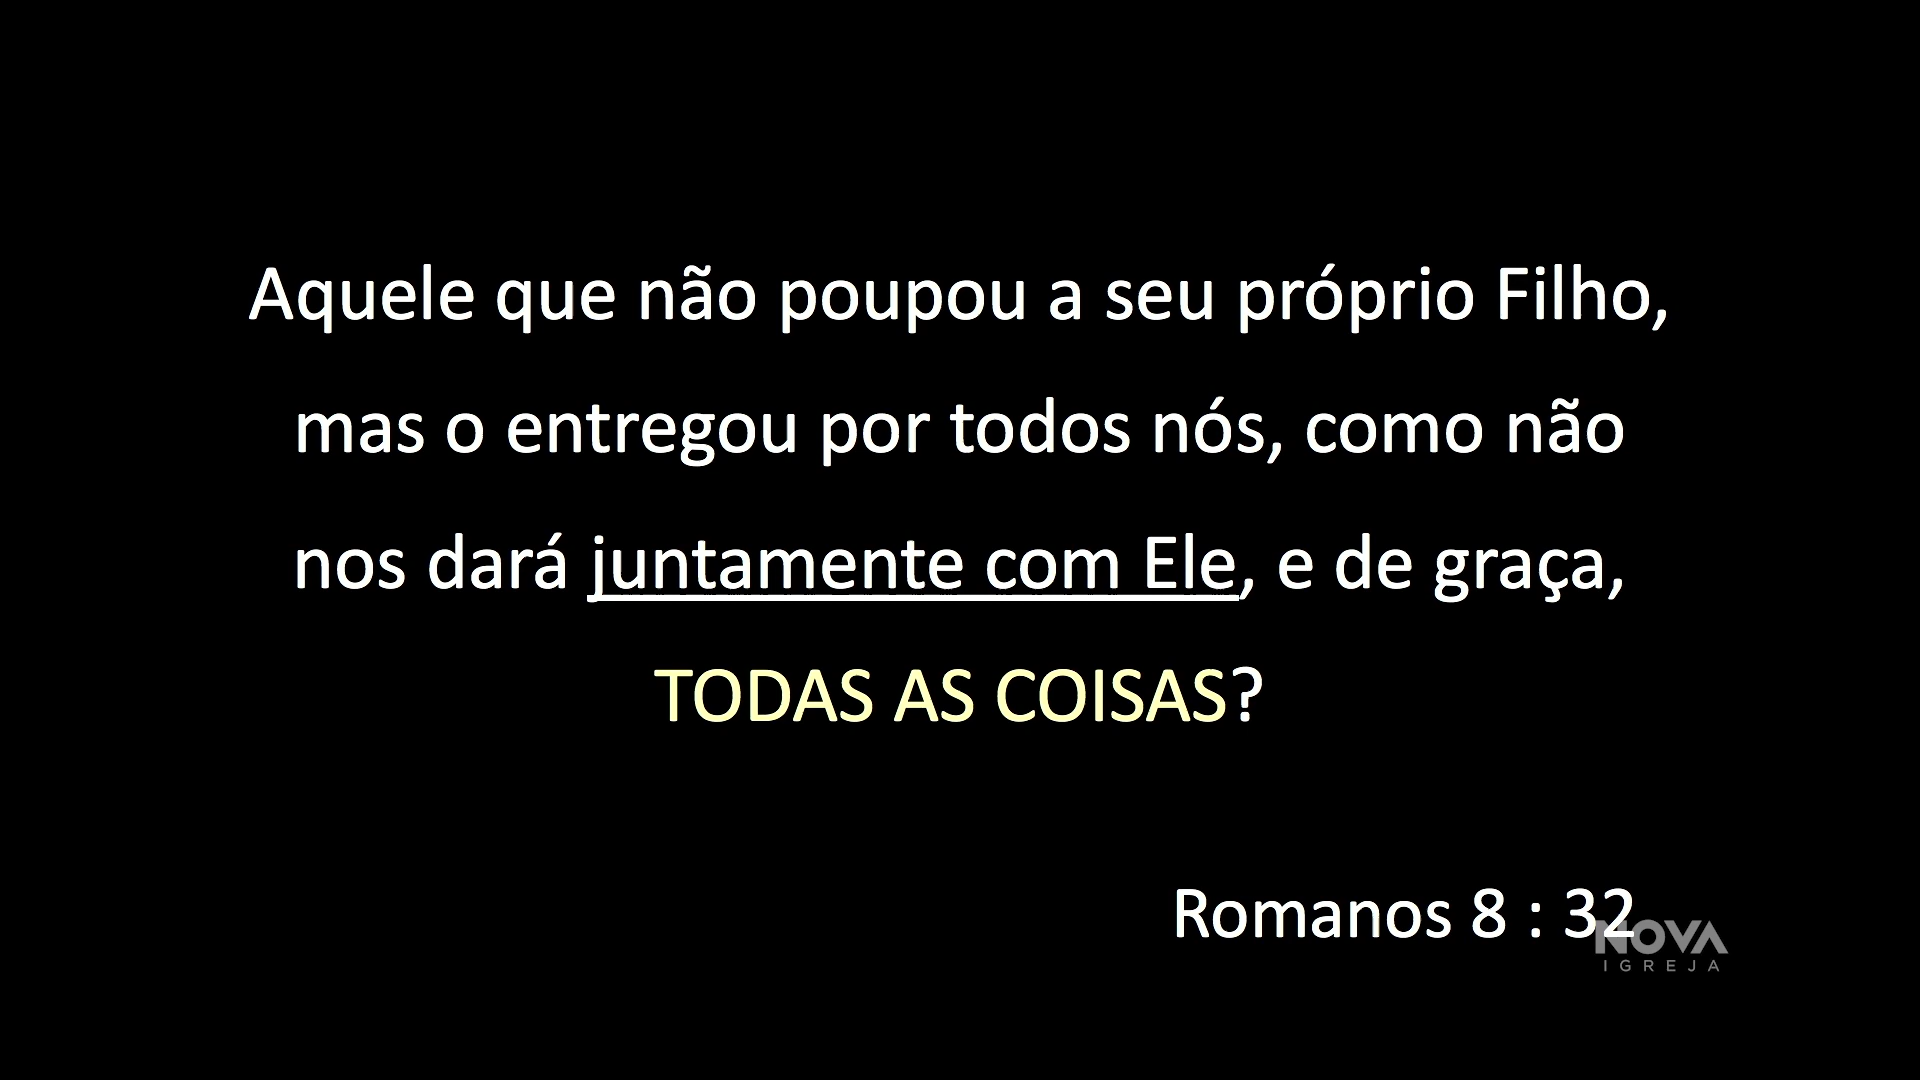 Aquele que não poupou a seu próprio Filho,
mas o entregou por todos nós, como não
nos dará juntamente com Ele, e de graça,
TODAS AS COISAS?
Romanos 8 : 32
NOVA
IGREJA